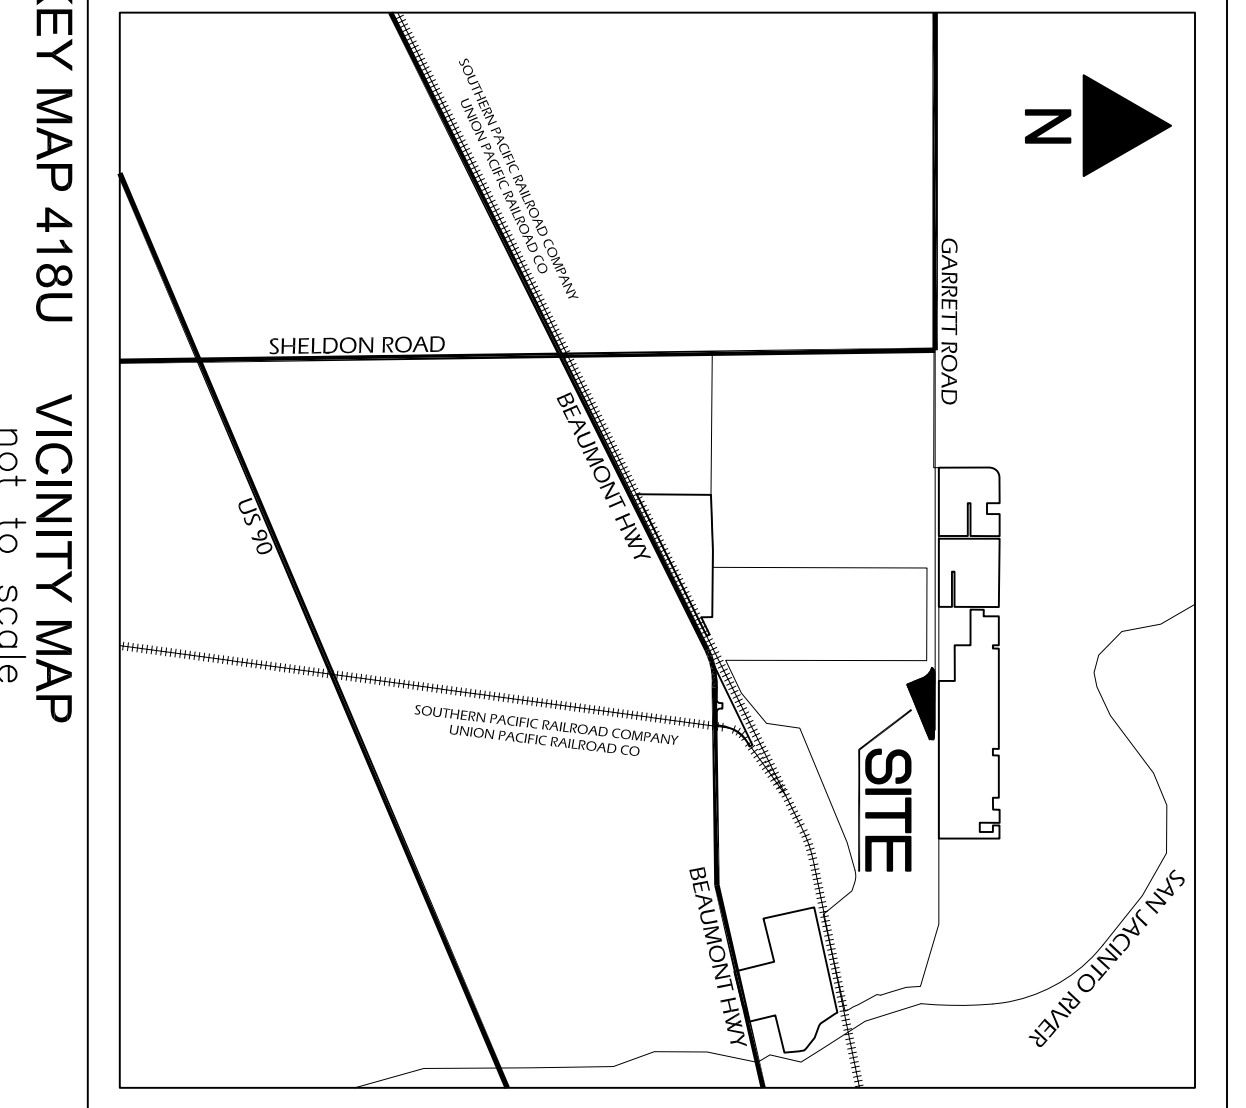 N
SOUTHERN PACIFIC RAILROAD COMPANY
UNION PACIFIC RAILROAD CO
GARRETT ROAD
SHELDON ROAD
BEAUMONT HWY
US 90
SOUTHERN PACIFIC RAILROAD COMPANY
UNION PACIFIC RAILROAD CO
SITE
SAN JACINTO RIVER
BEAUMONT HWY
KEY MAP 418U VICINITY MAP
not to scale